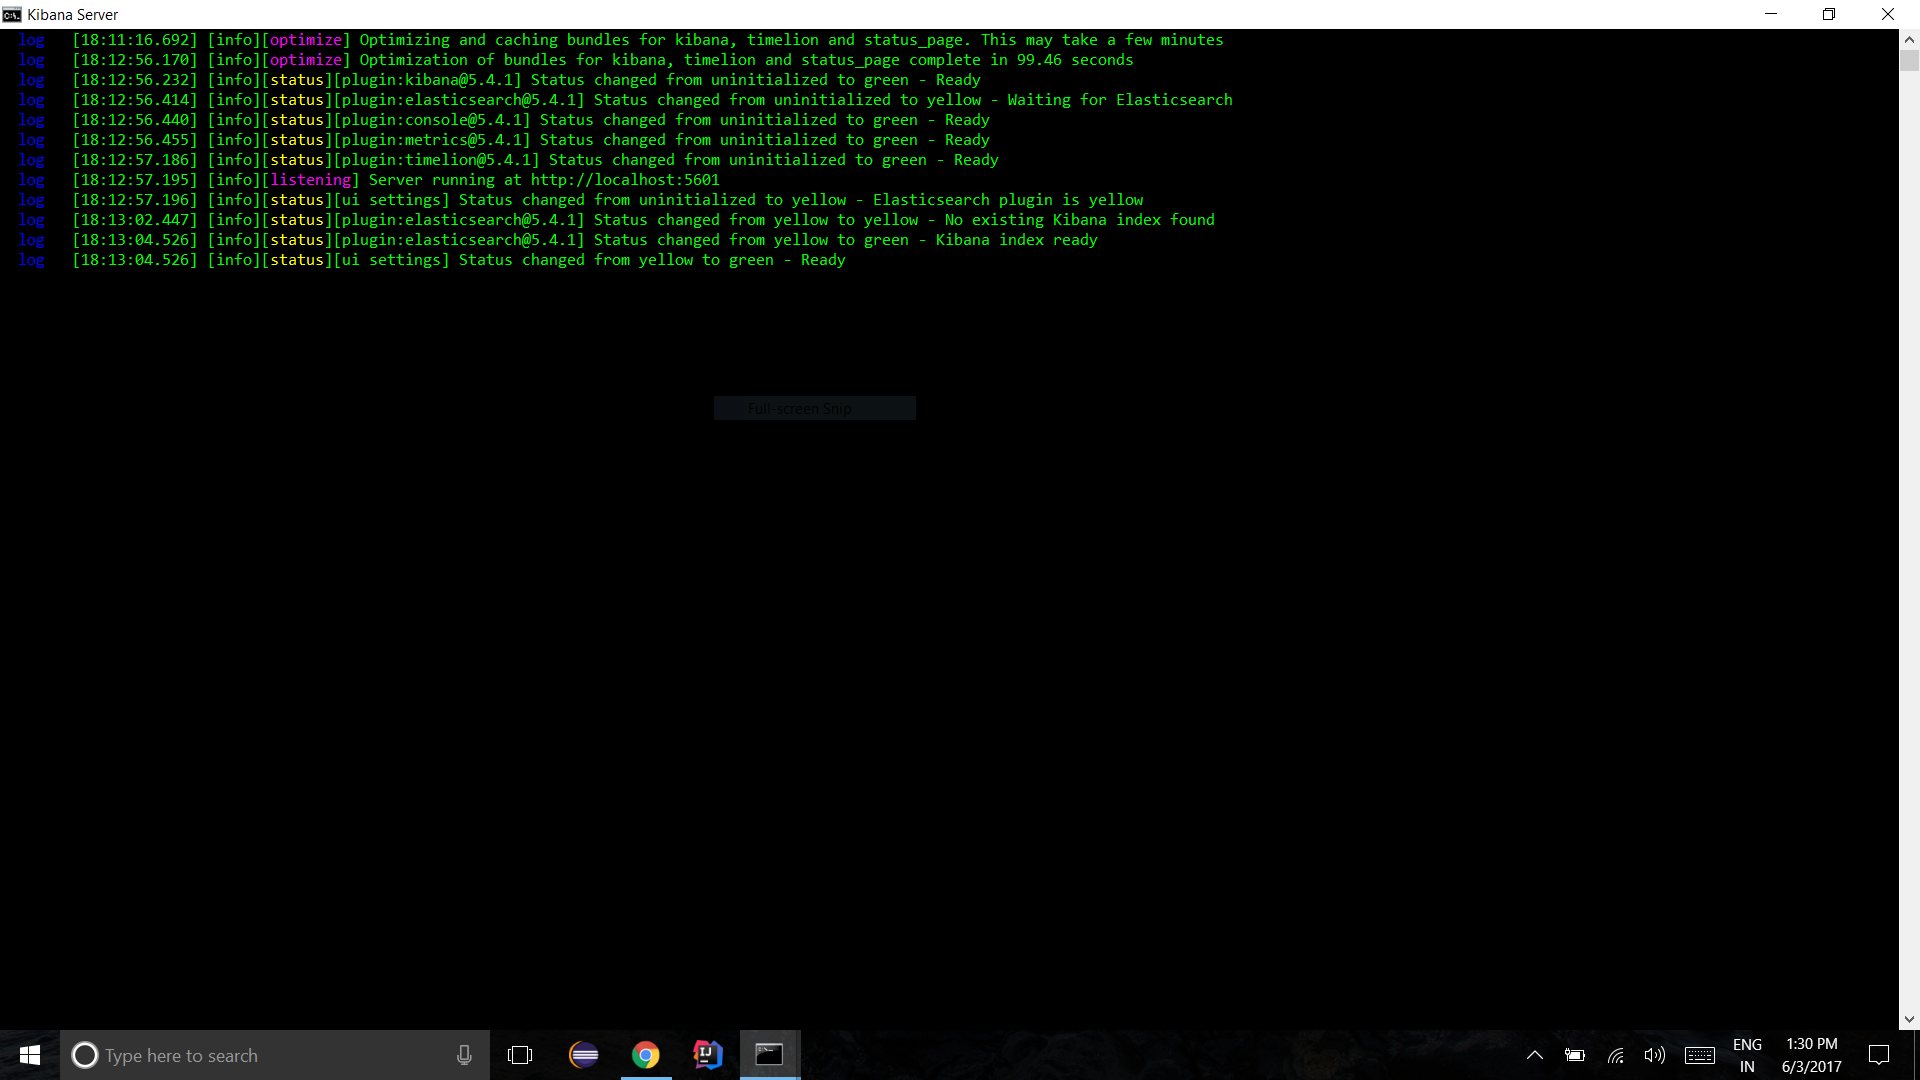 Kibana Server
log [18:11:16.692] [info][optimize] Optimizing and caching bundles for kibana, timelion and status_page. This may take a few minutes
log [18:12:56.170] [info][optimize] Optimization of bundles for kibana, timelion and status_page complete in 99.46 seconds
log [18:12:56.232] [info][status][plugin:kibana@5.4.1] Status changed from uninitialized to green - Ready
log [18:12:56.414] [info][status][plugin:elasticsearch@5.4.1] Status changed from uninitialized to yellow - Waiting for Elasticsearch
log [18:12:56.440] [info][status][plugin:console@5.4.1] Status changed from uninitialized to green - Ready
log [18:12:56.455] [info][status][plugin:metrics@5.4.1] Status changed from uninitialized to green - Ready
log [18:12:57.186] [info][status][plugin:timelion@5.4.1] Status changed from uninitialized to green - Ready
log [18:12:57.195] [info][listening] Server running at http://localhost:5601
log [18:12:57.196] [info][status][ui settings] Status changed from uninitialized to yellow - Elasticsearch plugin is yellow
log [18:13:02.447] [info][status][plugin:elasticsearch@5.4.1] Status changed from yellow to yellow - No existing Kibana index found
log [18:13:04.526] [info][status][plugin:elasticsearch@5.4.1] Status changed from yellow to green - Kibana index ready
log [18:13:04.526] [info][status][ui settings] Status changed from yellow to green - Ready
Full-screen Snip
Type here to search
IJ
ENG
IN
1:30 PM
6/3/2017